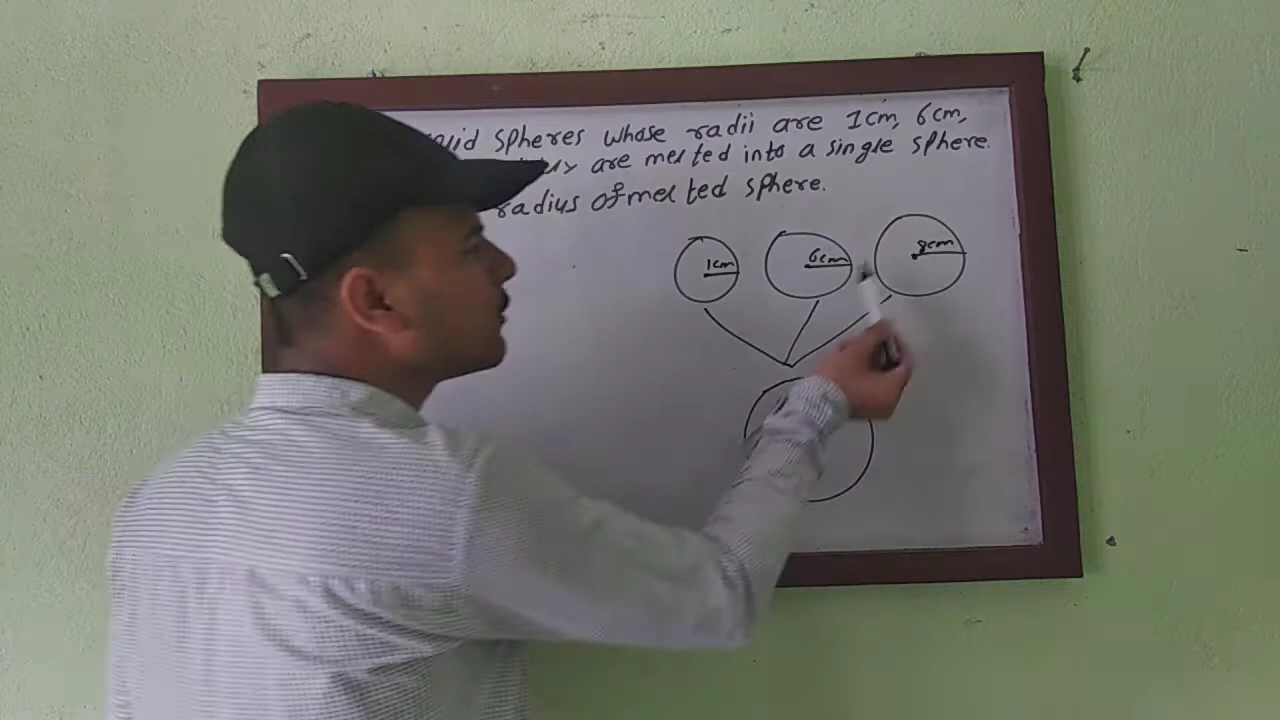 spheres whose radii are 1cm, 6cm,
are melted into a single sphere.
radius of melted sphere.
1cm 6cm 8cm